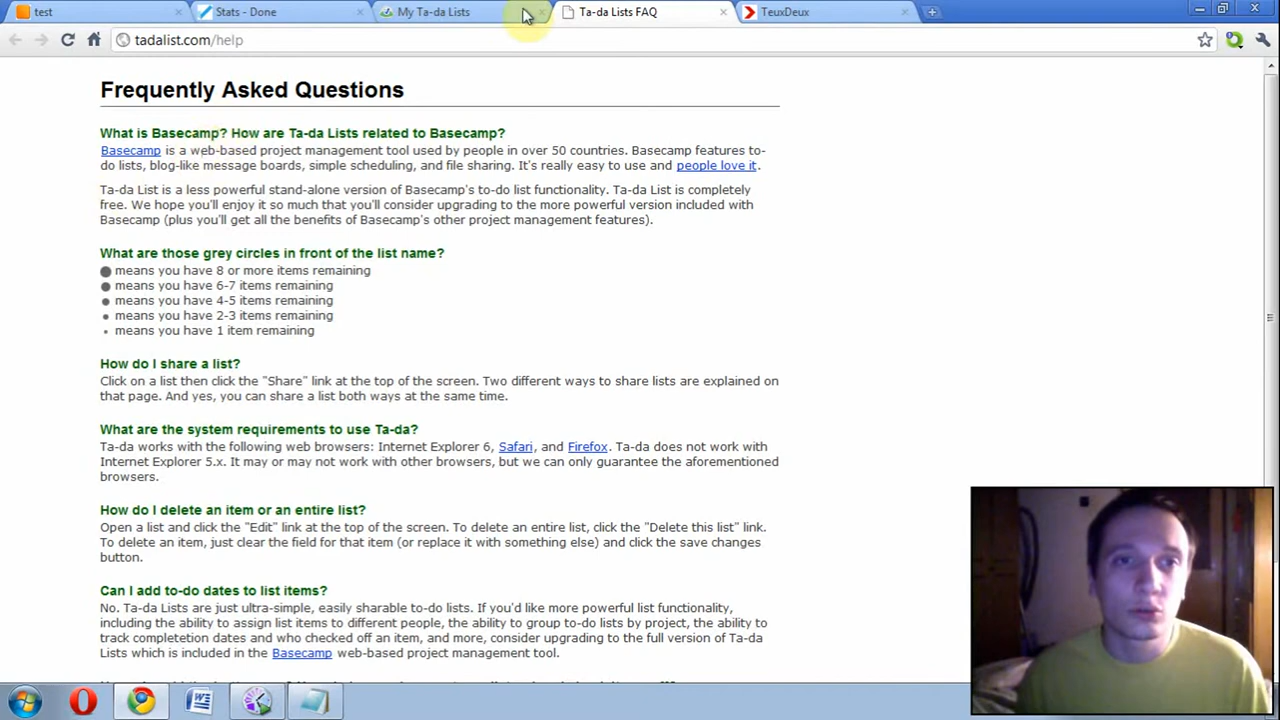 test
Stats - Done
My Ta-da Lists
Ta-da Lists FAQ
TeuxDeux
tadalist.com/help
Frequently Asked Questions
What is Basecamp? How are Ta-da Lists related to Basecamp?
Basecamp is a web-based project management tool used by people in over 50 countries. Basecamp features to-
do lists, blog-like message boards, simple scheduling, and file sharing. It's really easy to use and people love it.
Ta-da List is a less powerful stand-alone version of Basecamp's to-do list functionality. Ta-da List is completely
free. We hope you'll enjoy it so much that you'll consider upgrading to the more powerful version included with
Basecamp (plus you'll get all the benefits of Basecamp's other project management features).
What are those grey circles in front of the list name?
means you have 8 or more items remaining
means you have 6-7 items remaining
means you have 4-5 items remaining
means you have 2-3 items remaining
means you have 1 item remaining
How do I share a list?
Click on a list then click the "Share" link at the top of the screen. Two different ways to share lists are explained on
that page. And yes, you can share a list both ways at the same time.
What are the system requirements to use Ta-da?
Ta-da works with the following web browsers: Internet Explorer 6, Safari, and Firefox. Ta-da does not work with
Internet Explorer 5.x. It may or may not work with other browsers, but we can only guarantee the aforementioned
browsers.
How do I delete an item or an entire list?
Open a list and click the "Edit" link at the top of the screen. To delete an entire list, click the "Delete this list" link.
To delete an item, just clear the field for that item (or replace it with something else) and click the save changes
button.
Can I add to-do dates to list items?
No. Ta-da Lists are just ultra-simple, easily sharable to-do lists. If you'd like more powerful list functionality,
including the ability to assign list items to different people, the ability to group to-do lists by project, the ability to
track completetion dates and who checked off an item, and more, consider upgrading to the full version of Ta-da
Lists which is included in the Basecamp web-based project management tool.